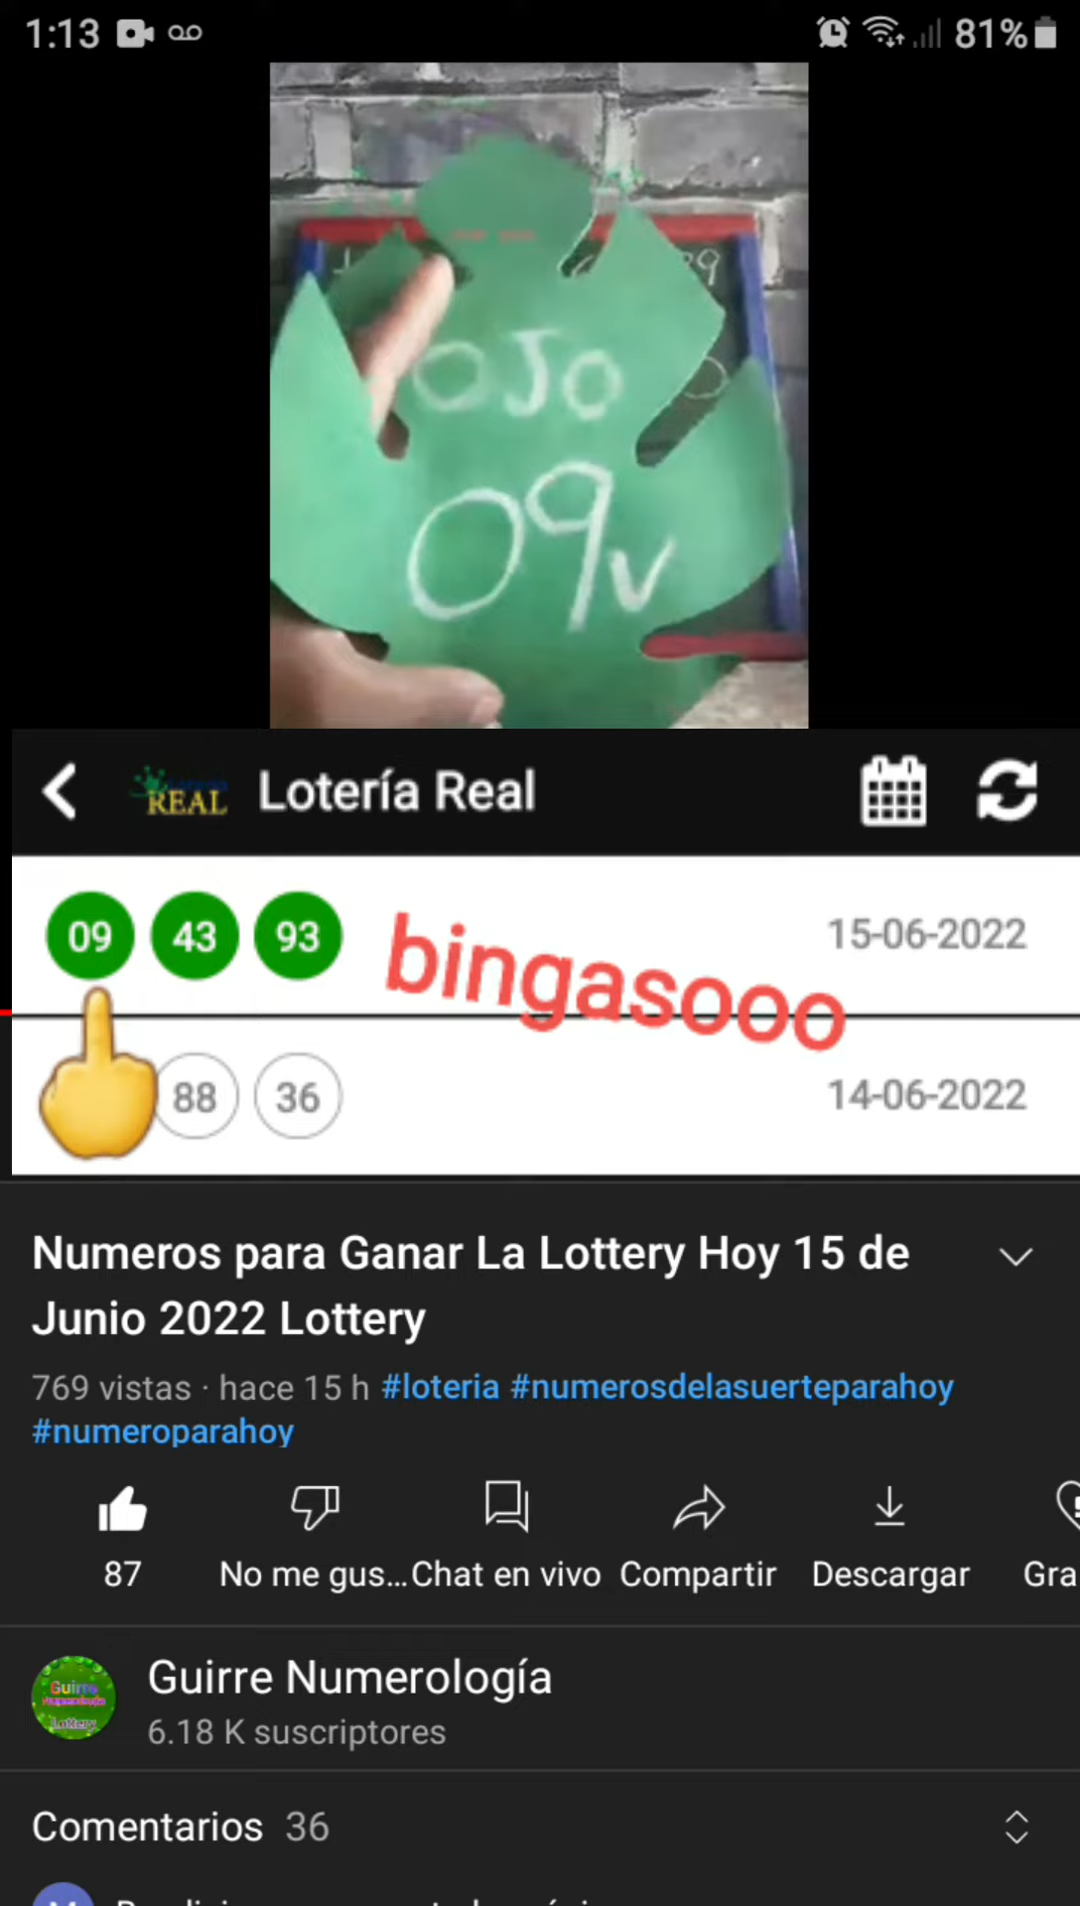 1:13 81%
OJO
09v
REAL Lotería Real
09 43 93 bingasooo 15-06-2022
88 36 14-06-2022
Numeros para Ganar La Lottery Hoy 15 de
Junio 2022 Lottery
769 vistas · hace 15 h #loteria #numerosdelasuerteparahoy
#numeroparahoy
87 No me gus... Chat en vivo Compartir Descargar Gra
Guirre Numerología
6.18 K suscriptores
Comentarios 36